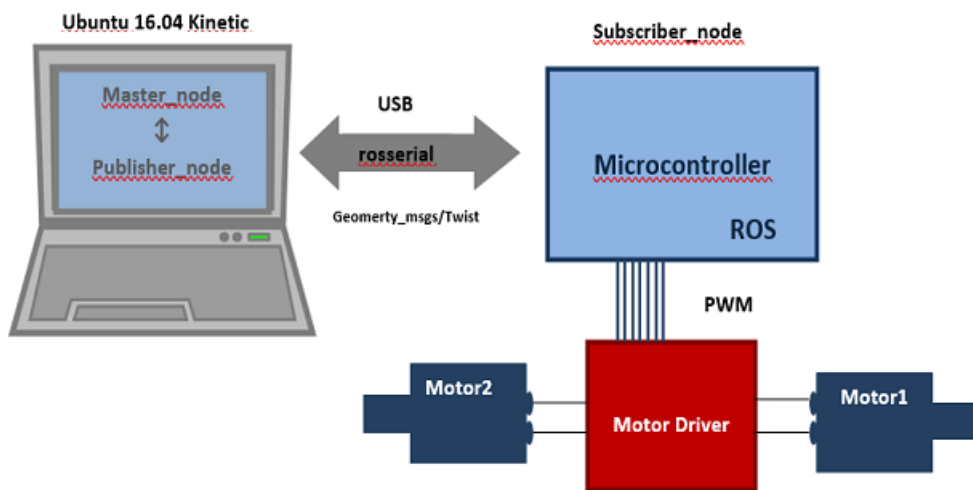 Ubuntu 16.04 Kinetic
Master_node
Publisher_node
USB
rosserial
Geomerty_msgs/Twist
Subscriber_node
Microcontroller
ROS
PWM
Motor2
Motor Driver
Motor1